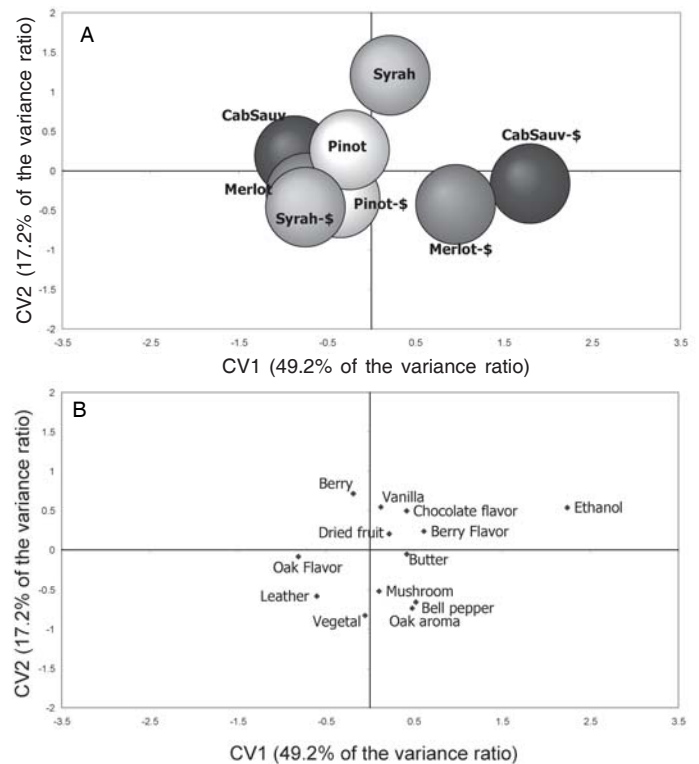 A
2
1.5
1
0.5
0
-0.5
-1
-1.5
-2
CV2 (17.2% of the variance ratio)
Syrah
CabSauv
Pinot
CabSauv-$
Merlot
Pinot-$
Syrah-$
Merlot-$
-3.5 -2.5 -1.5 -0.5 0.5 1.5 2.5 3.5
CV1 (49.2% of the variance ratio)
B
2
1.5
1
0.5
0
-0.5
-1
-1.5
-2
CV2 (17.2% of the variance ratio)
Berry
Vanilla
Chocolate flavor
Ethanol
Dried fruit
Berry Flavor
Butter
Oak Flavor
Leather
Mushroom
Bell pepper
Vegetal
Oak aroma
-3.5 -2.5 -1.5 -0.5 0.5 1.5 2.5 3.5
CV1 (49.2% of the variance ratio)